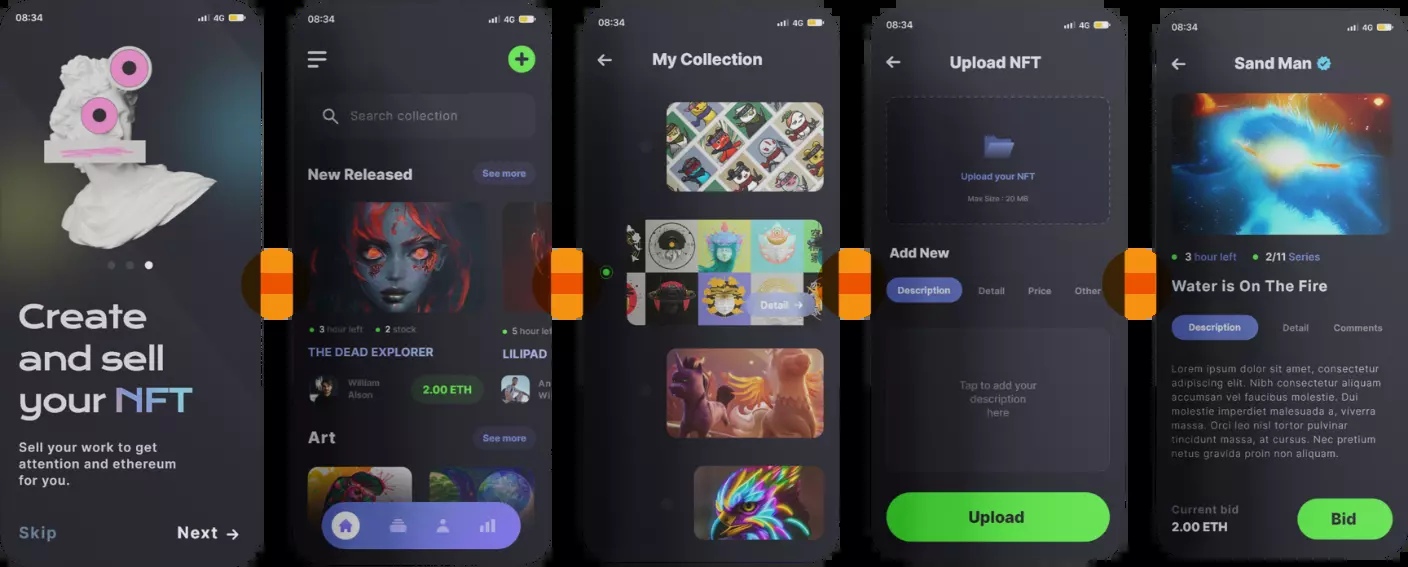 08:34
4G
Create
and sell
your NFT
Sell your work to get
attention and ethereum
for you.
Skip
Next →
08:34
4G
Search collection
New Released
See more
3 hour left
2 stock
5 hour lef
THE DEAD EXPLORER
LILIPAD
William
Alson
2.00 ETH
An
Wi
Art
See more
08:34
4G
My Collection
Detail →
08:34
4G
Upload NFT
Upload your NFT
Max Size : 20 MB
Add New
Description
Detail
Price
Other
Tap to add your
description
here
Upload
08:34
4G
Sand Man
3 hour left
2/11 Series
Water is On The Fire
Description
Detail
Comments
Lorem ipsum dolor sit amet, consectetur
adipiscing elit. Nibh consectetur aliquam
accumsan vel faucibus molestie. Dui
molestie imperdiet malesuada a, viverra
massa. Orci leo nisl tortor pulvinar
tincidunt massa, at cursus. Nec pretium
netus gravida proin non aliquam.
Current bid
2.00 ETH
Bid